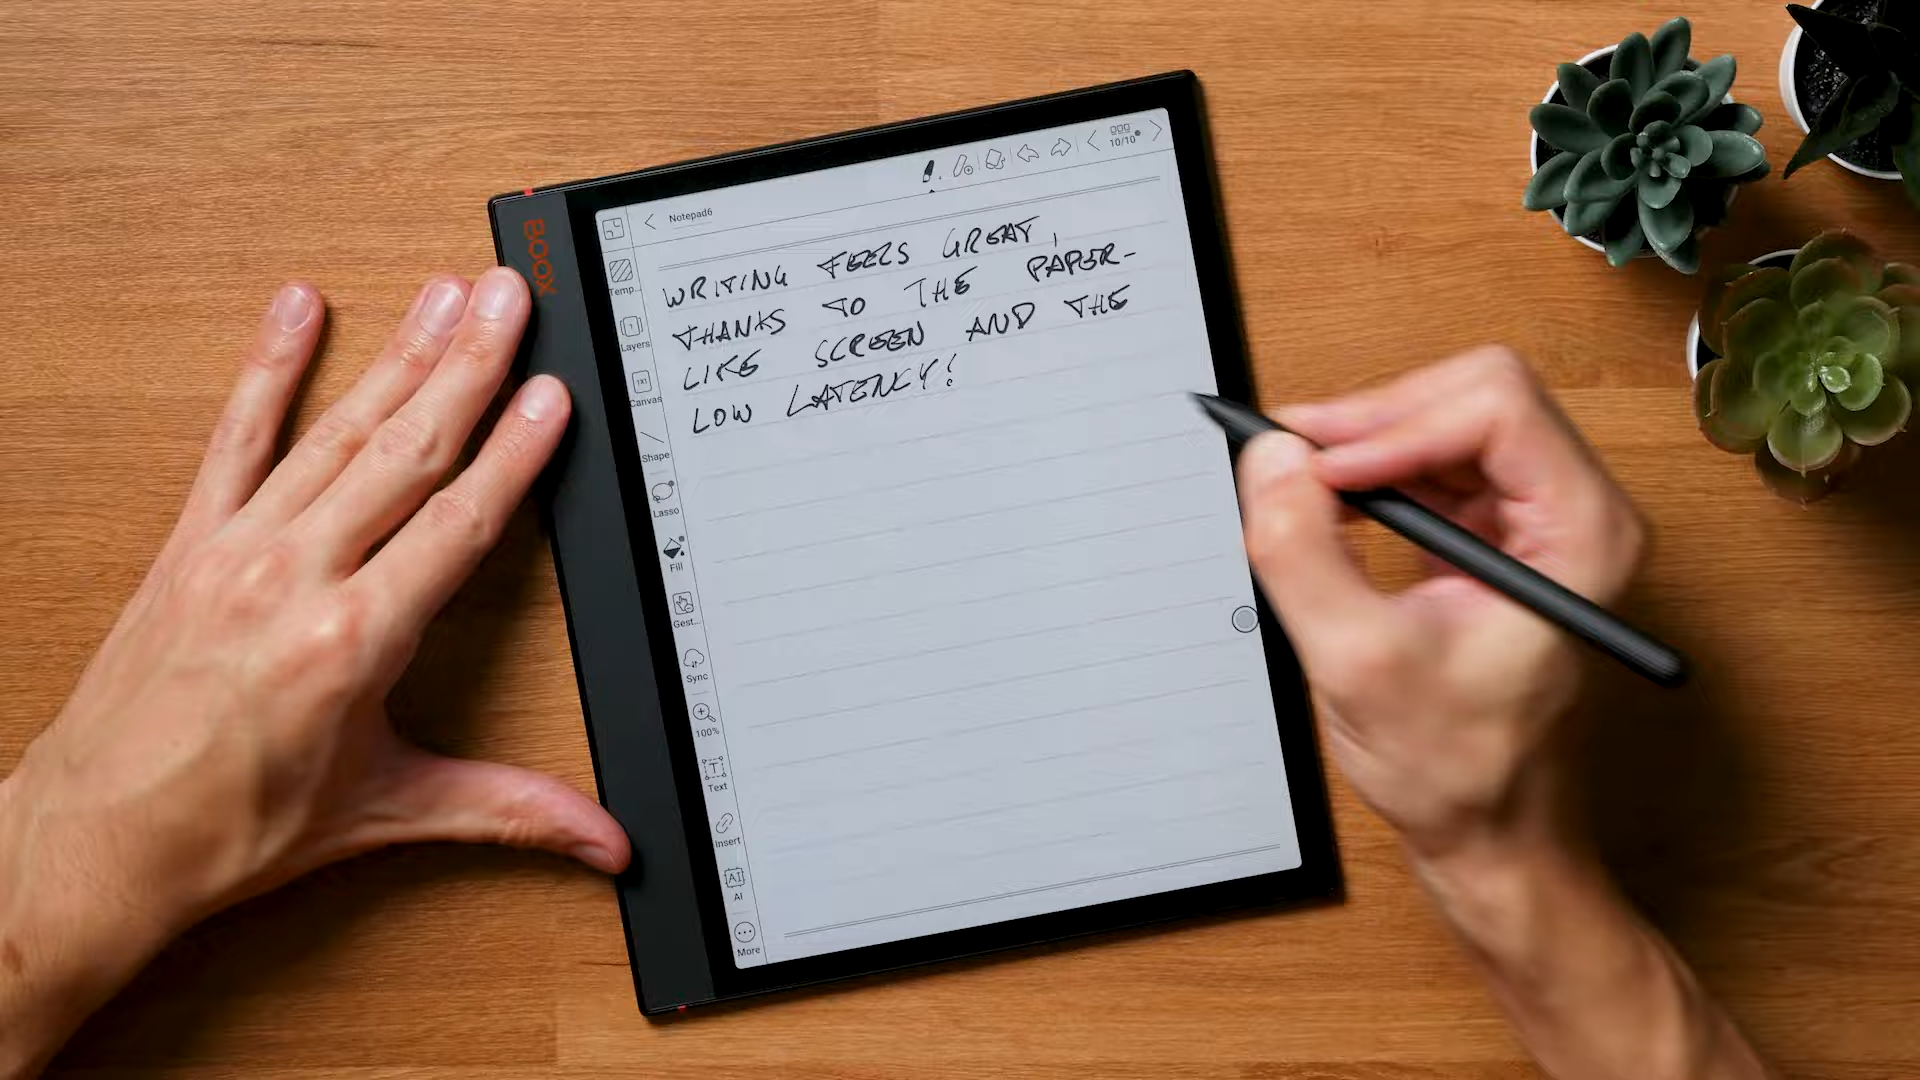 BOOX
10/10
Notepad6
WRITING FEELS GREAT,
THANKS TO THE PAPER-
LIKE SCREEN AND THE
LOW LATENCY!
Temp...
Layers
Canvas
Shape
Lasso
Fill
Gest...
Sync
100%
Text
Insert
AI
AI
More